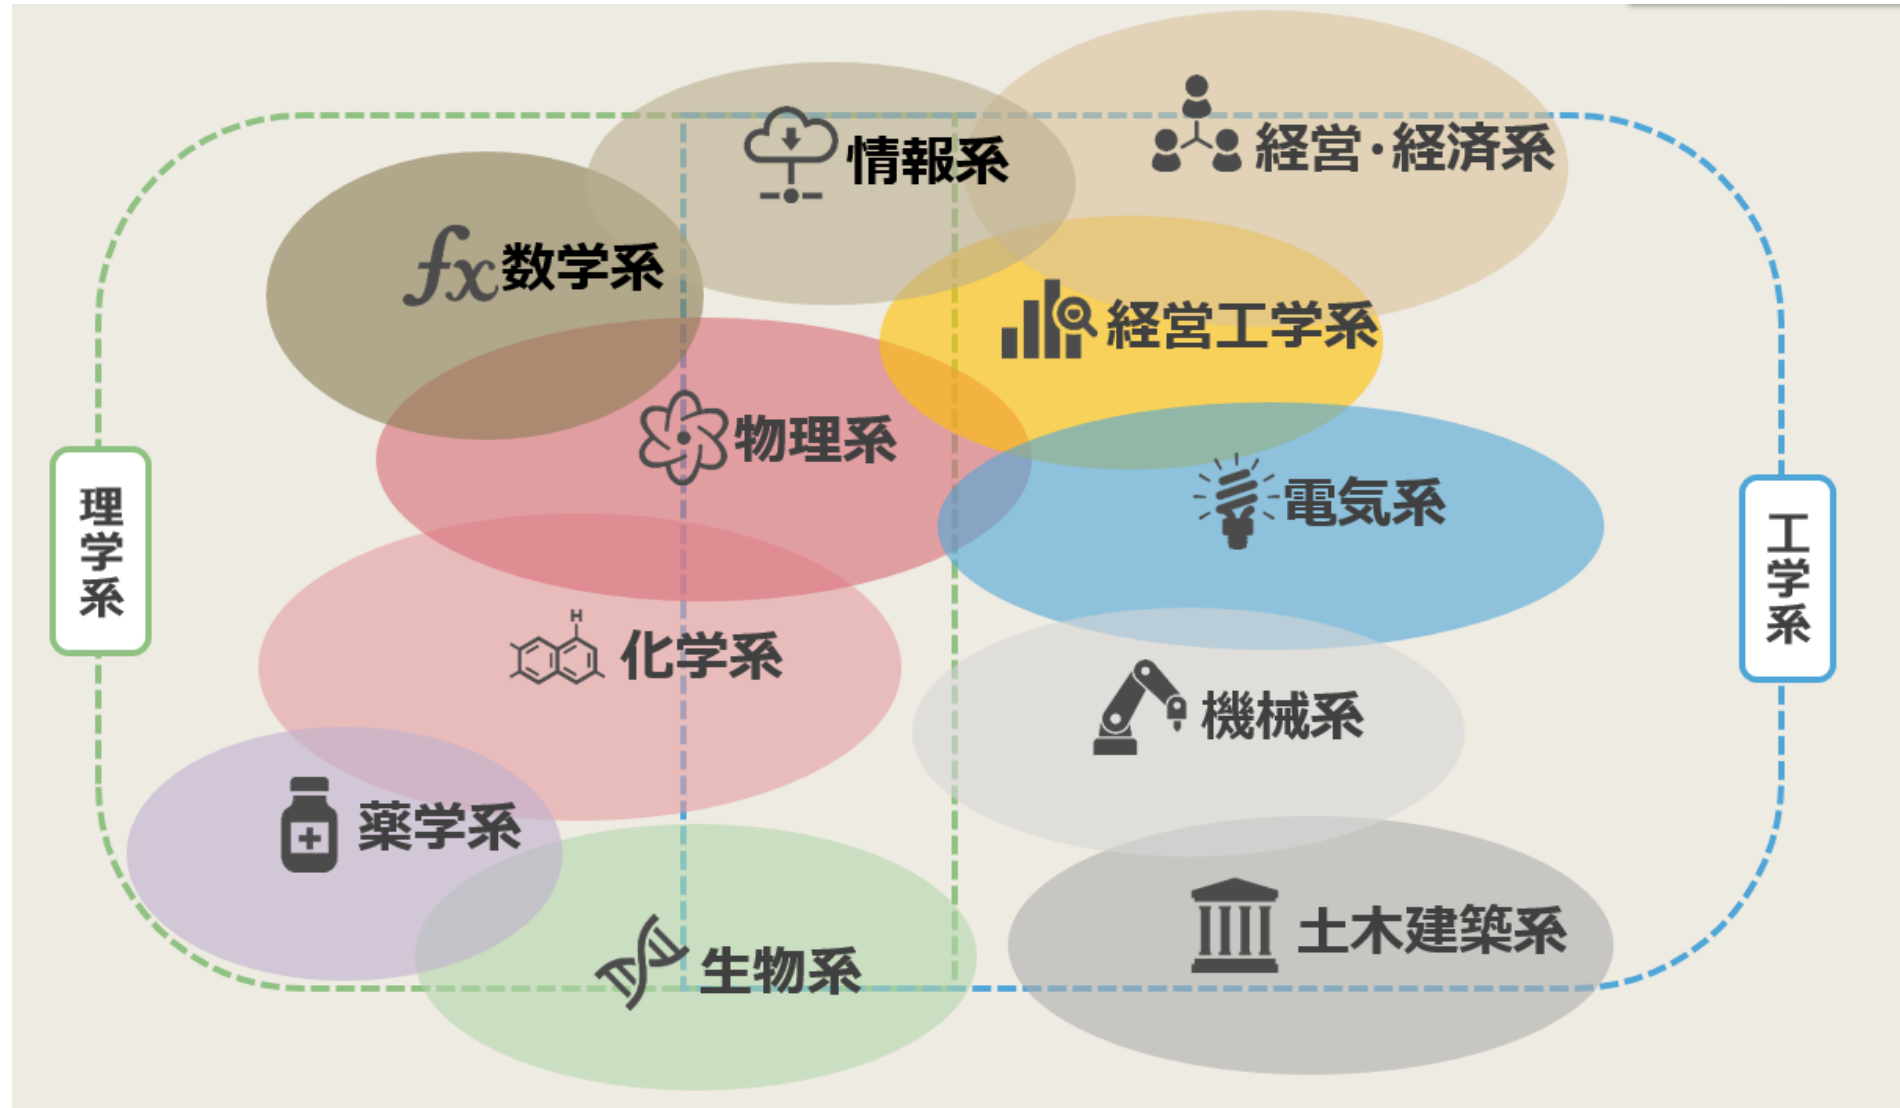 情報系
経営・経済系
fx数学系
経営工学系
物理系
電気系
理学系
工学系
H
化学系
機械系
薬学系
土木建築系
生物系